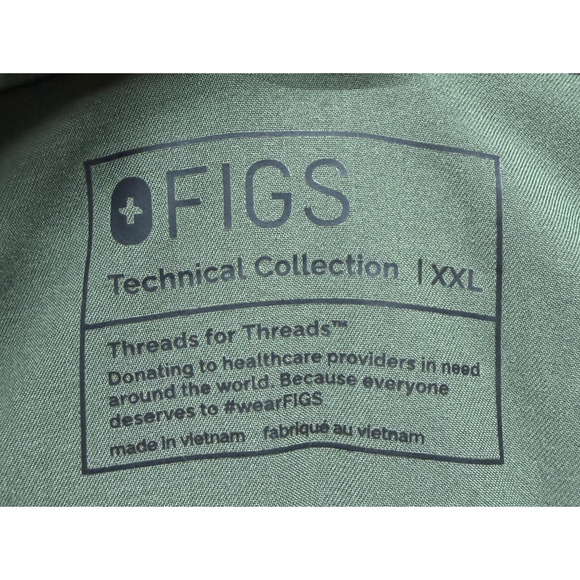 FIGS
Technical Collection | XXL
Threads for Threads™
Donating to healthcare providers in need
around the world. Because everyone
deserves to #wearFIGS
made in vietnam fabriqué au vietnam